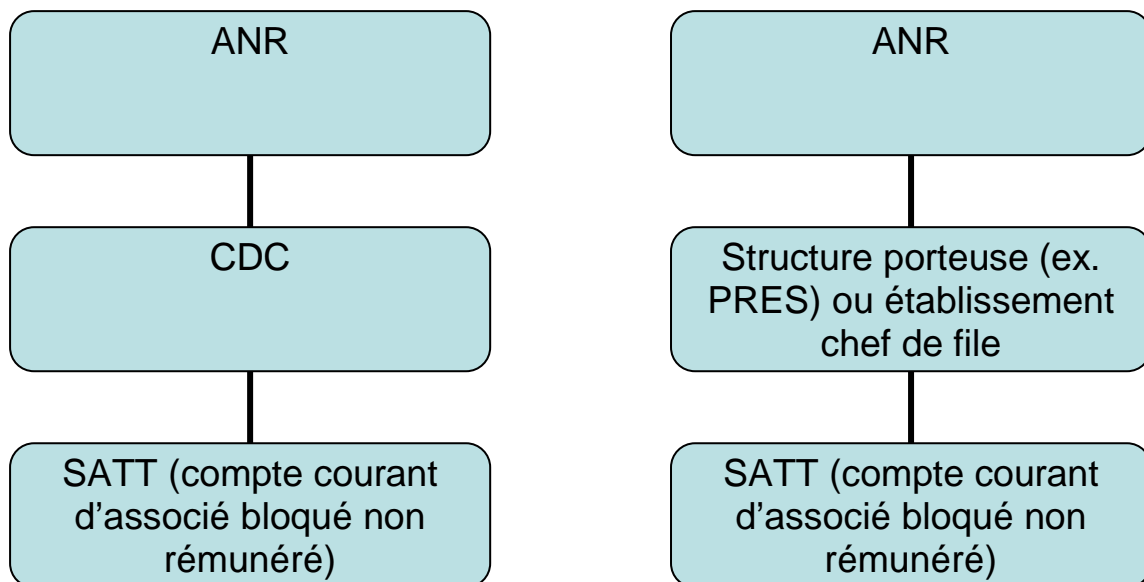 ANR
CDC
SATT (compte courant
d'associé bloqué non
rémunéré)
ANR
Structure porteuse (ex.
PRES) ou établissement
chef de file
SATT (compte courant
d'associé bloqué non
rémunéré)